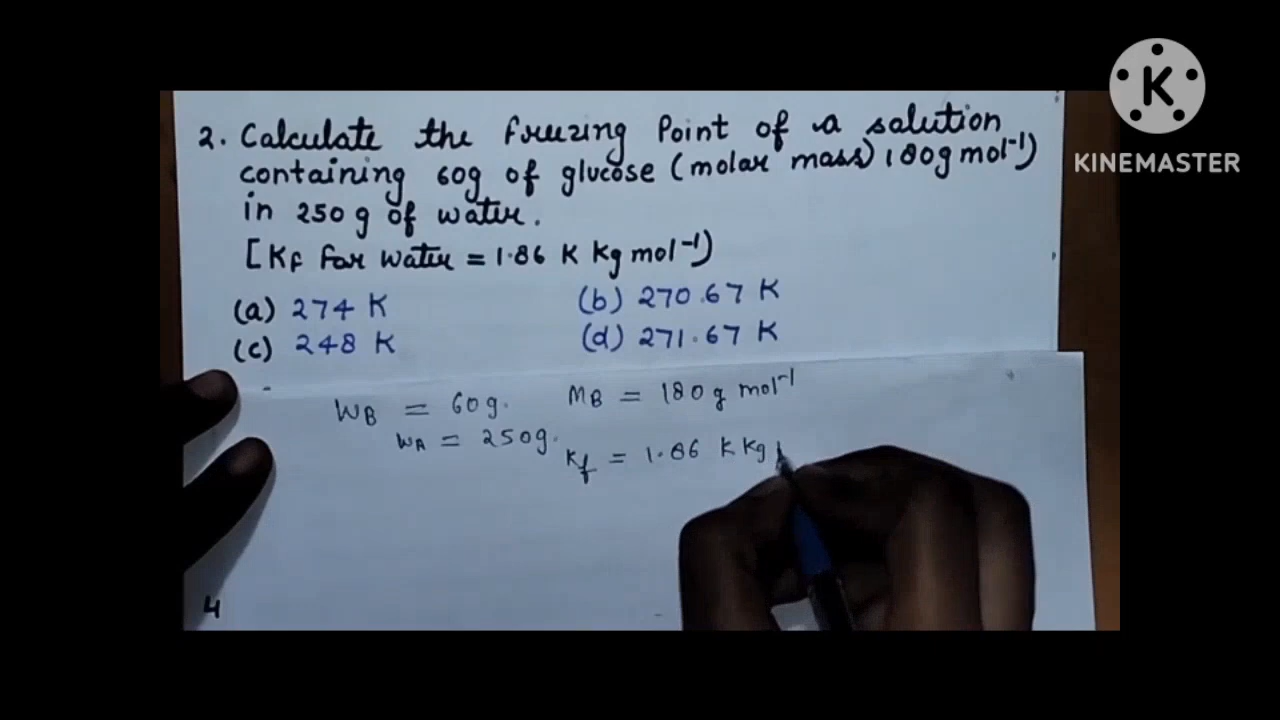 2. Calculate the freezing Point of a solution
containing 60g of glucose (molar mass) 180g mol⁻¹)
in 250 g of water.
[Kf for water = 1.86 K Kg mol⁻¹)
(a) 274 K (b) 270.67 K
(c) 248 K (d) 271.67 K
WB = 60g. MB = 180 g mol⁻¹
WA = 250g.
Kf = 1.86 K Kg
4
K
KINEMASTER